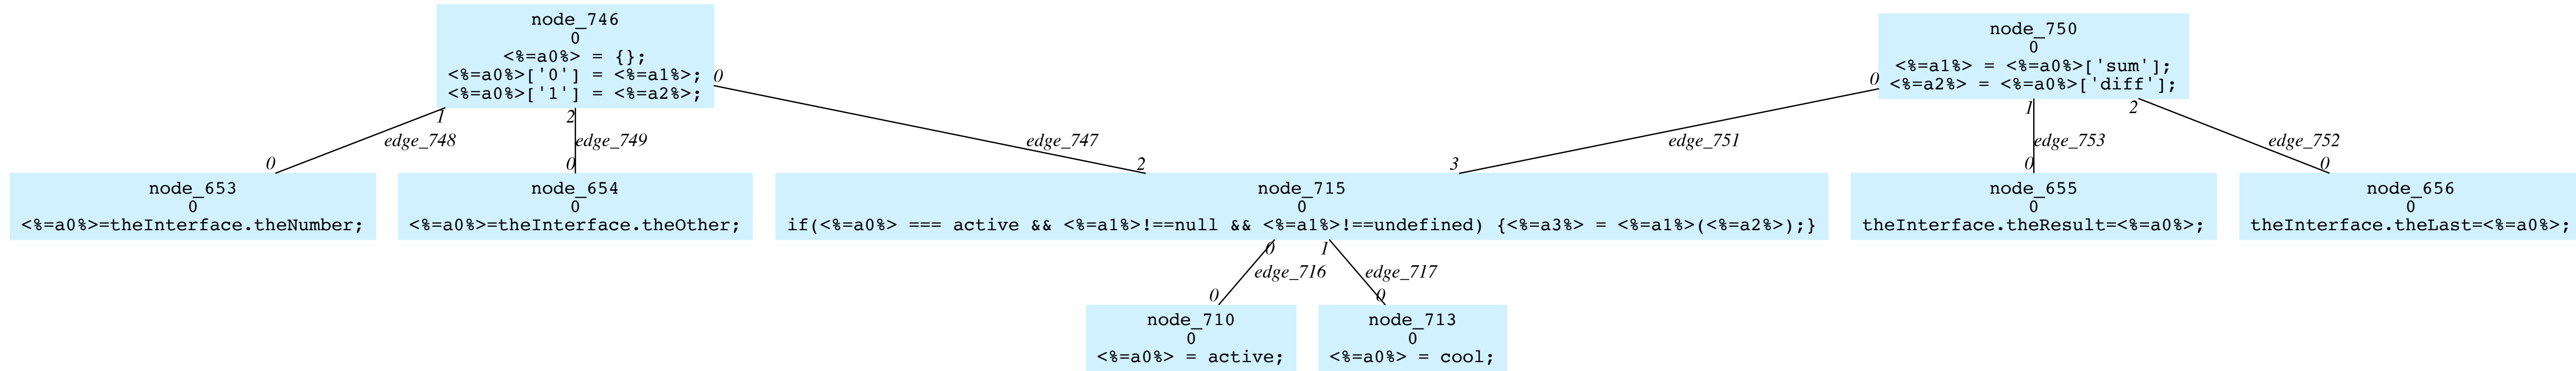 node_746
0
<%=a0%> = {};
<%=a0%>['0'] = <%=a1%>;
<%=a0%>['1'] = <%=a2%>;
node_750
0
<%=a1%> = <%=a0%>['sum'];
<%=a2%> = <%=a0%>['diff'];
0
0
1
2
1
2
edge_748
edge_749
edge_747
edge_751
edge_753
edge_752
0
0
2
3
0
0
node_653
0
<%=a0%>=theInterface.theNumber;
node_654
0
<%=a0%>=theInterface.theOther;
node_715
0
if(<%=a0%> === active && <%=a1%>!==null && <%=a1%>!==undefined) {<%=a3%> = <%=a1%>(<%=a2%>);}
node_655
0
theInterface.theResult=<%=a0%>;
node_656
0
theInterface.theLast=<%=a0%>;
0
1
edge_716
edge_717
0
0
node_710
0
<%=a0%> = active;
node_713
0
<%=a0%> = cool;